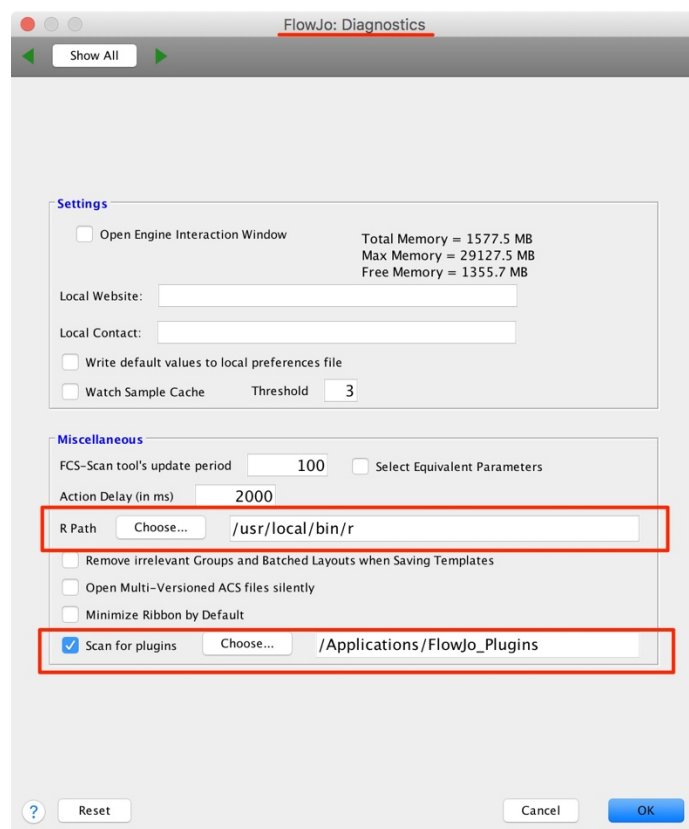 FlowJo: Diagnostics
Show All
Settings
Open Engine Interaction Window
Total Memory = 1577.5 MB
Max Memory = 29127.5 MB
Free Memory = 1355.7 MB
Local Website:
Local Contact:
Write default values to local preferences file
Watch Sample Cache Threshold 3
Miscellaneous
FCS-Scan tool's update period 100 Select Equivalent Parameters
Action Delay (in ms) 2000
R Path Choose... /usr/local/bin/r
Remove irrelevant Groups and Batched Layouts when Saving Templates
Open Multi-Versioned ACS files silently
Minimize Ribbon by Default
Scan for plugins Choose... /Applications/FlowJo_Plugins
? Reset Cancel OK